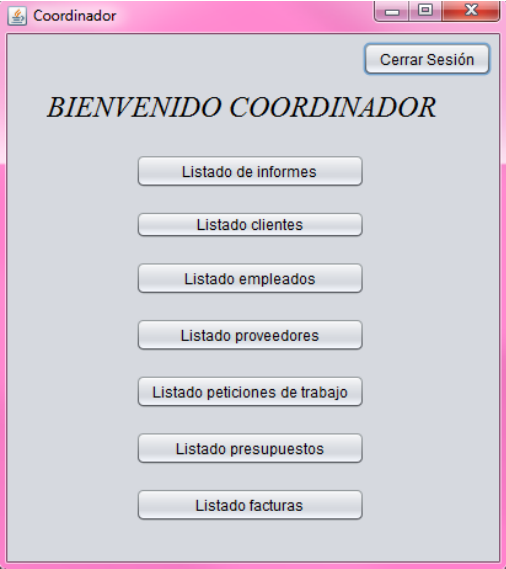 Coordinador
Cerrar Sesión
BIENVENIDO COORDINADOR
Listado de informes
Listado clientes
Listado empleados
Listado proveedores
Listado peticiones de trabajo
Listado presupuestos
Listado facturas